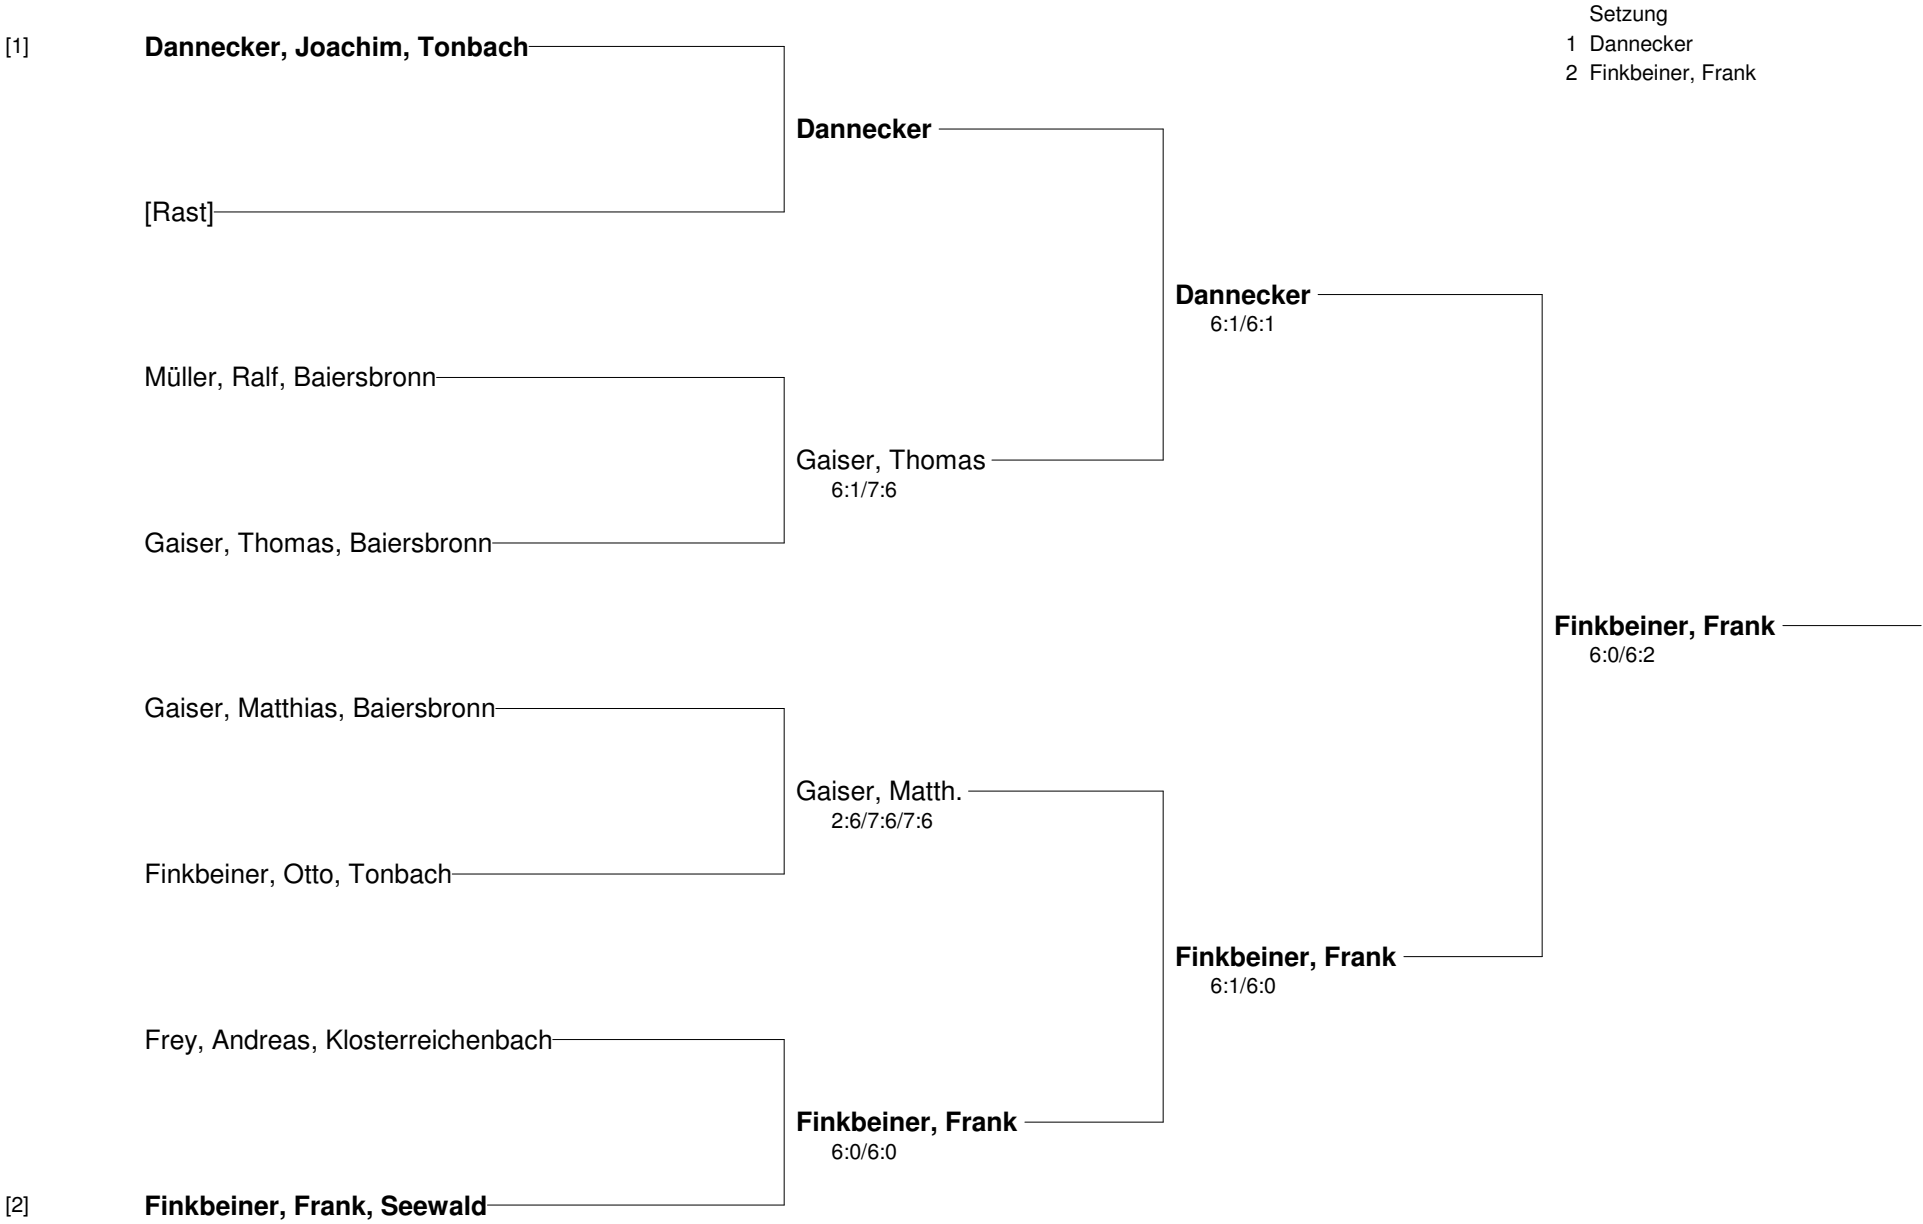 Setzung
[1] Dannecker, Joachim, Tonbach
1 Dannecker
2 Finkbeiner, Frank
Dannecker
[Rast]
Dannecker
6:1/6:1
Müller, Ralf, Baiersbronn
Gaiser, Thomas
6:1/7:6
Gaiser, Thomas, Baiersbronn
Finkbeiner, Frank
6:0/6:2
Gaiser, Matthias, Baiersbronn
Gaiser, Matth.
2:6/7:6/7:6
Finkbeiner, Otto, Tonbach
Finkbeiner, Frank
6:1/6:0
Frey, Andreas, Klosterreichenbach
Finkbeiner, Frank
6:0/6:0
[2] Finkbeiner, Frank, Seewald